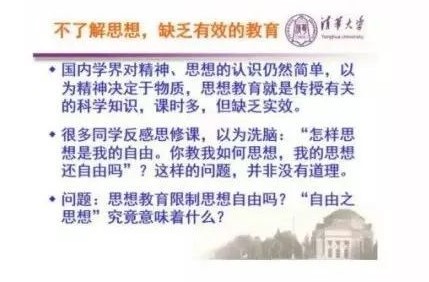 不了解思想，缺乏有效的教育
清华大学
Tsinghua University
• 国内学界对精神、思想的认识仍然简单，以
为精神决定于物质，思想教育就是传授有关
的科学知识，课时多，但缺乏实效。
• 很多同学反感思修课，以为洗脑：“怎样思
想是我的自由。你教我如何思想，我的思想
还自由吗”？这样的问题，并非没有道理。
• 问题：思想教育限制思想自由吗？“自由之
思想”究竟意味着什么？